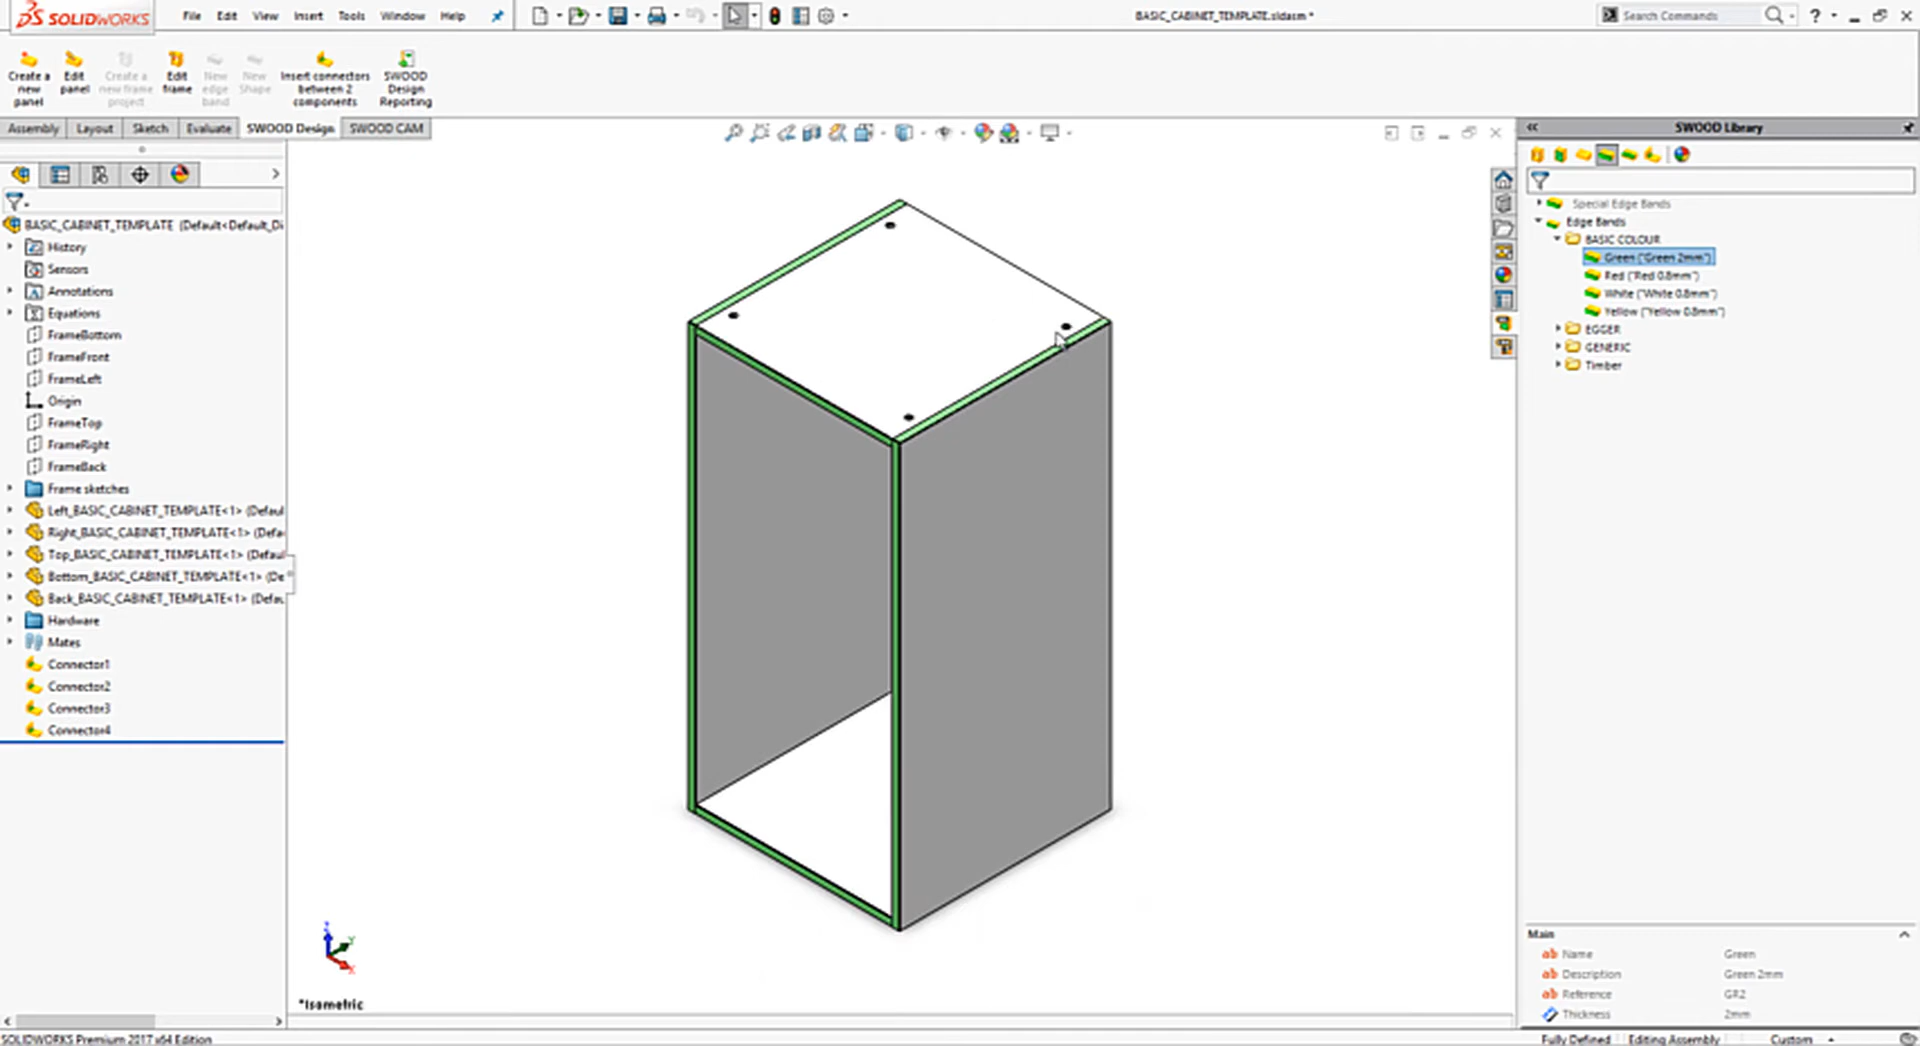 SOLIDWORKS File Edit View Insert Tools Window Help BASIC_CABINET_TEMPLATE.sldasm * Search Commands
Create a new panel
Edit panel
Create a new frame project
Edit frame
New edge band
New Shape
Insert connectors between 2 components
SWOOD Design Reporting
Assembly Layout Sketch Evaluate SWOOD Design SWOOD CAM
BASIC_CABINET_TEMPLATE (Default<Default_Di
History
Sensors
Annotations
Equations
FrameBottom
FrameFront
FrameLeft
Origin
FrameTop
FrameRight
FrameBack
Frame sketches
Left_BASIC_CABINET_TEMPLATE<1> (Defaul
Right_BASIC_CABINET_TEMPLATE<1> (Defa
Top_BASIC_CABINET_TEMPLATE<1> (Defaul
Bottom_BASIC_CABINET_TEMPLATE<1> (De
Back_BASIC_CABINET_TEMPLATE<1> (Defau
Hardware
Mates
Connector1
Connector2
Connector3
Connector4
*Isometric
SWOOD Library
Special Edge Bands
Edge Bands
BASIC COLOUR
Green ("Green 2mm")
Red ("Red 0.8mm")
White ("White 0.8mm")
Yellow ("Yellow 0.8mm")
EGGER
GENERIC
Timber
Main
Name Green
Description Green 2mm
Reference GR2
Thickness 2mm
SOLIDWORKS Premium 2017 x64 Edition Fully Defined Editing Assembly Custom